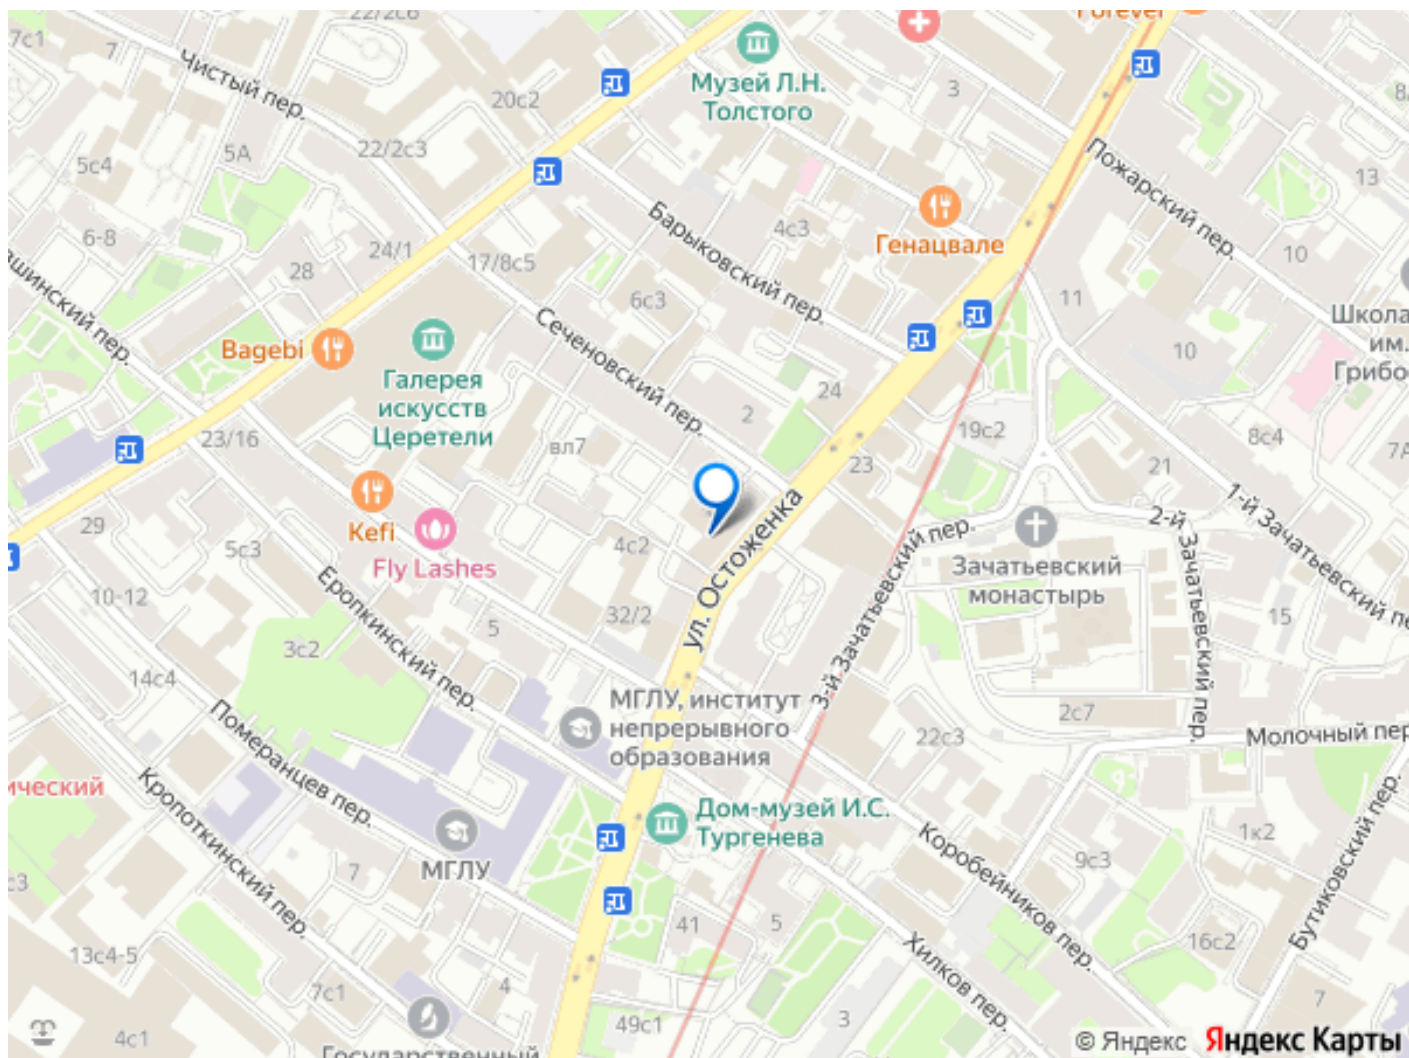 22/2с6
Forever
7с1
7
Чистый пер.
Музей Л.Н.
Толстого
3
20с2
22/2с3
5А
5с4
Пожарский пер.
13
6-8
24/1
28
17/8с5
Барыковский пер.
4с3
Генацвале
10
6с3
11
Школа
им.
Грибо
Bagebi
Сеченовский пер.
Галерея
искусств
Церетели
24
10
2
23/16
вл7
19с2
8с4
7А
23
21
1-й Зачатьевский пе
Kefi
29
5с3
4с2
Fly Lashes
ул. Остоженка
3-й Зачатьевский пер.
2-й Зачатьевский пер.
Зачатьевский
монастырь
10-12
Еропкинский пер.
32/2
5
15
3с2
14с4
Померанцев пер.
МГЛУ, институт
непрерывного
образования
2с7
22с3
Молочный пер
ический
Кропоткинский пер.
Дом-музей И.С.
Тургенева
Коробейников пер.
1к2
9с3
Бутиковский пер.
МГЛУ
7
41
5
Хилков пер.
16с2
13с4-5
7с1
4
49с1
3
7
4с1
Государственный
© Яндекс Яндекс Карты